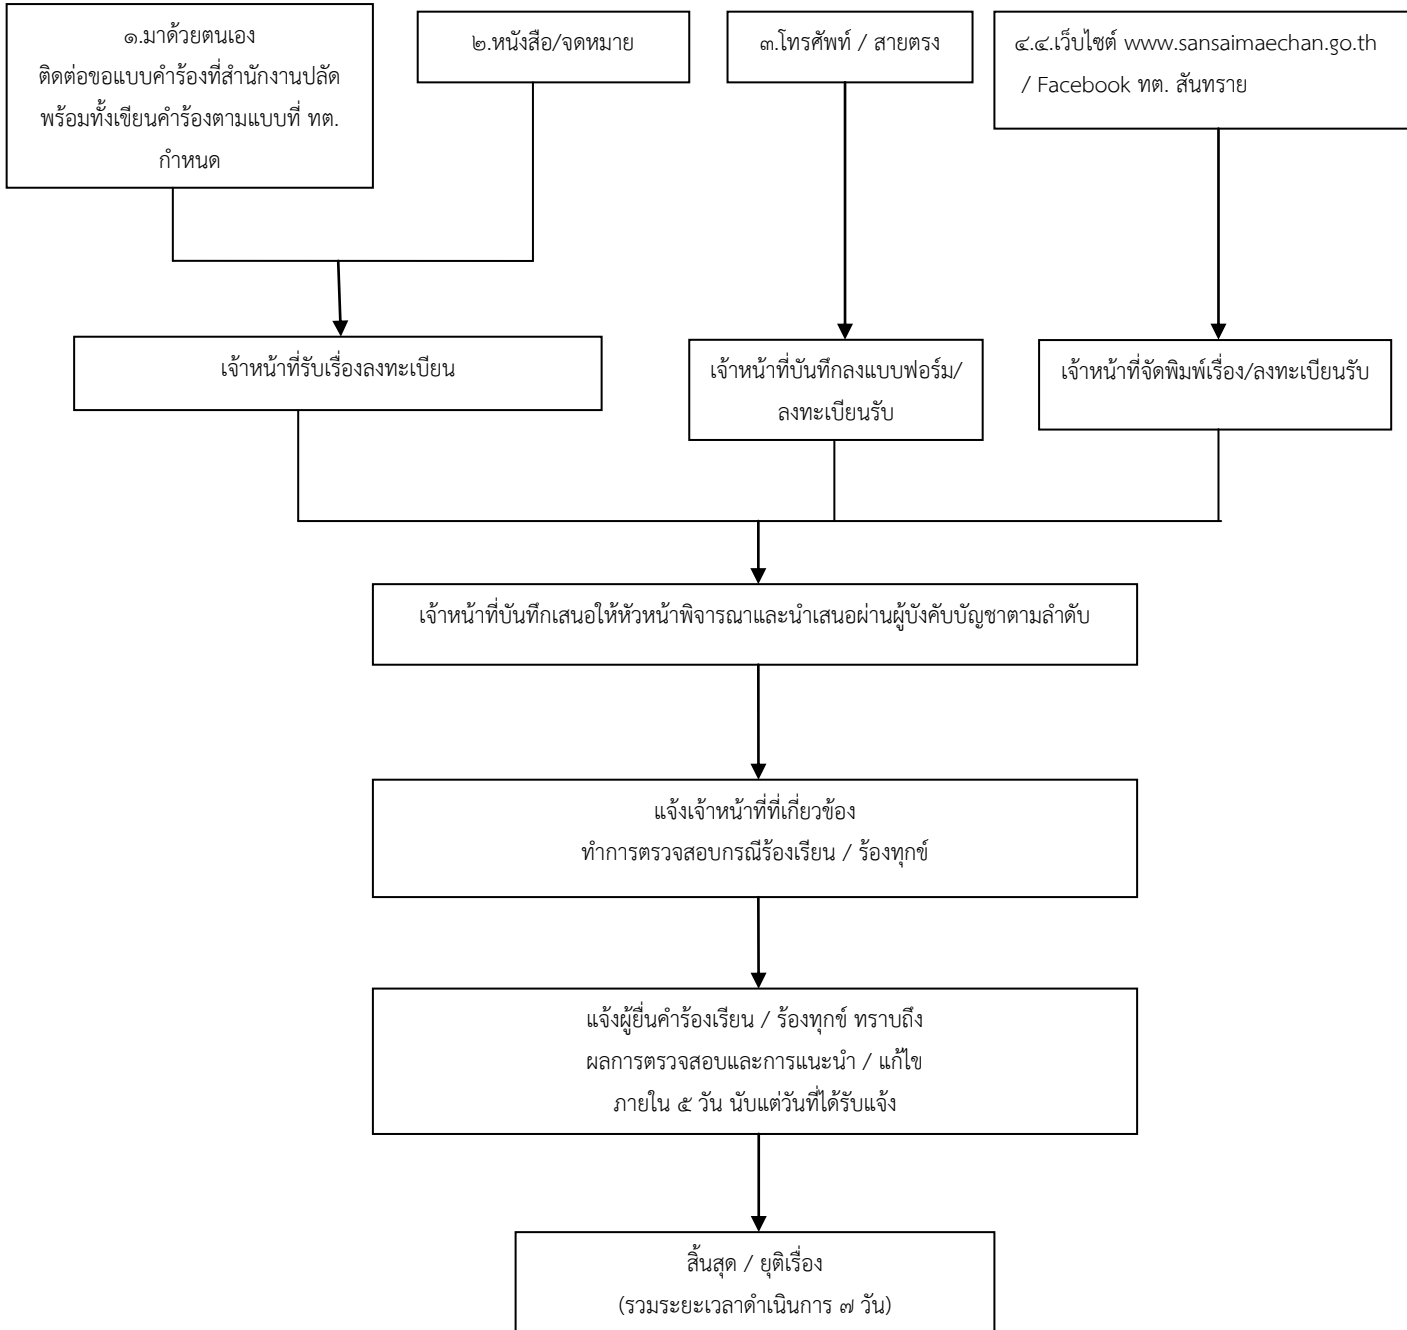 ๑.มาด้วยตนเอง
ติดต่อขอแบบคำร้องที่สำนักงานปลัด
พร้อมทั้งเขียนคำร้องตามแบบที่ ทต.
กำหนด
๒.หนังสือ/จดหมาย
๓.โทรศัพท์ / สายตรง
๔.๔.เว็บไซต์ www.sansaimaechan.go.th
/ Facebook ทต. สันทราย
เจ้าหน้าที่รับเรื่องลงทะเบียน
เจ้าหน้าที่บันทึกลงแบบฟอร์ม/
ลงทะเบียนรับ
เจ้าหน้าที่จัดพิมพ์เรื่อง/ลงทะเบียนรับ
เจ้าหน้าที่บันทึกเสนอให้หัวหน้าพิจารณาและนำเสนอผ่านผู้บังคับบัญชาตามลำดับ
แจ้งเจ้าหน้าที่ที่เกี่ยวข้อง
ทำการตรวจสอบกรณีร้องเรียน / ร้องทุกข์
แจ้งผู้ยื่นคำร้องเรียน / ร้องทุกข์ ทราบถึง
ผลการตรวจสอบและการแนะนำ / แก้ไข
ภายใน ๕ วัน นับแต่วันที่ได้รับแจ้ง
สิ้นสุด / ยุติเรื่อง
(รวมระยะเวลาดำเนินการ ๗ วัน)